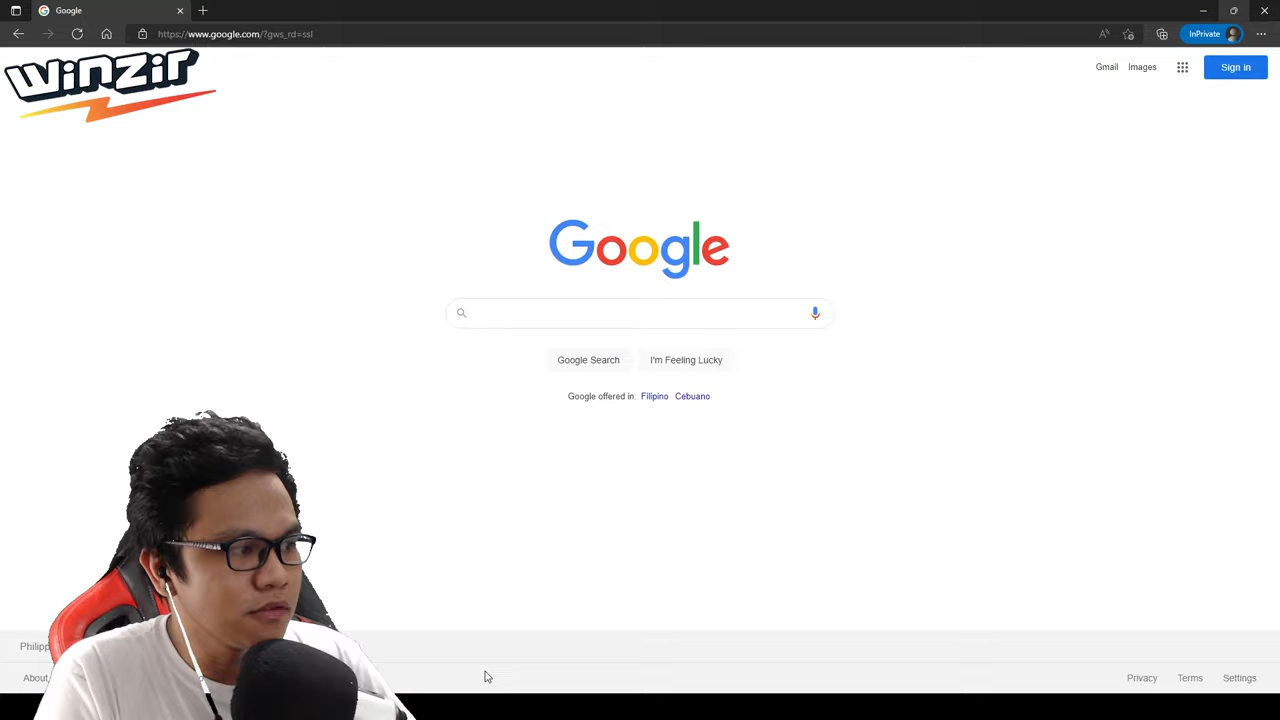 Google
https://www.google.com/?gws_rd=ssl
InPrivate
WinZir
Gmail Images
Sign in
Google
Google Search I'm Feeling Lucky
Google offered in: Filipino Cebuano
Philipp
About
Privacy Terms Settings